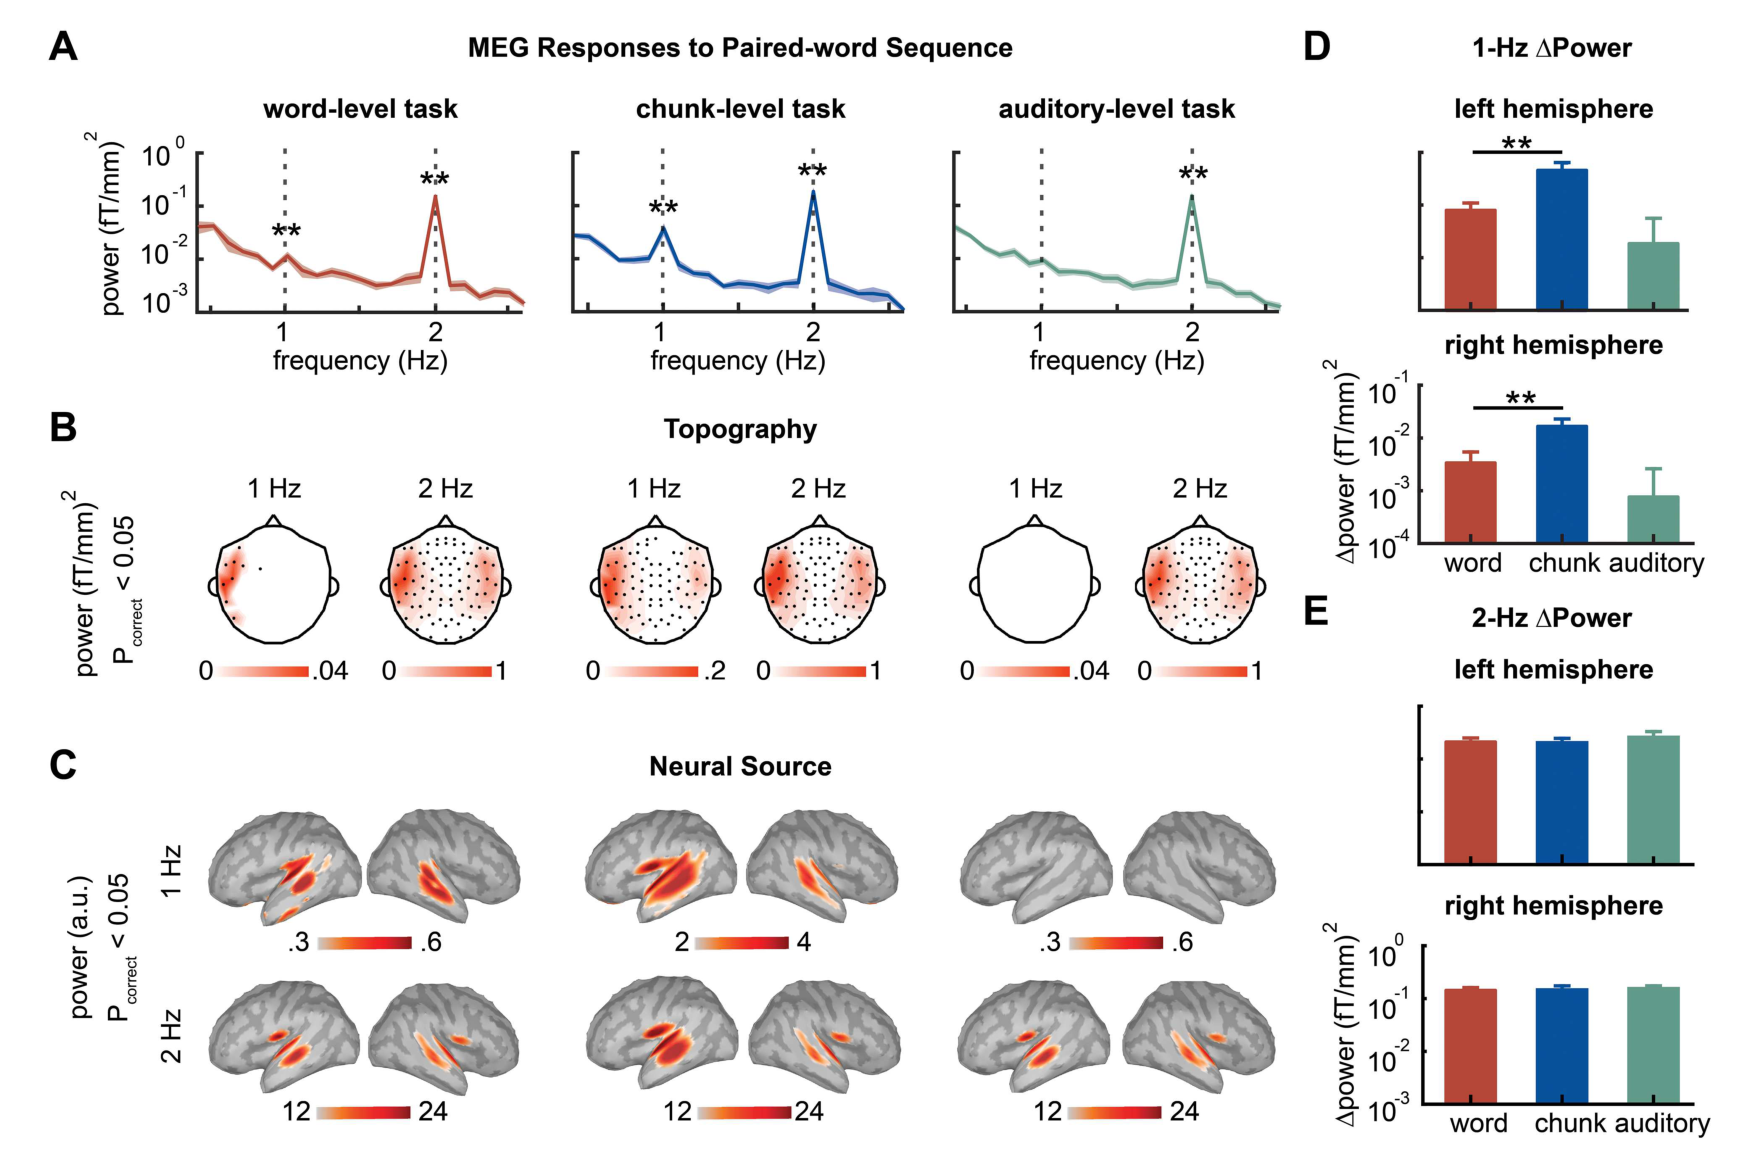 A
MEG Responses to Paired-word Sequence
word-level task
chunk-level task
auditory-level task
power (fT/mm)²
10⁰
10⁻¹
10⁻²
10⁻³
**
**
**
**
**
1
2
1
2
1
2
frequency (Hz)
frequency (Hz)
frequency (Hz)
B
Topography
power (fT/mm)²
P_correct < 0.05
1 Hz
2 Hz
1 Hz
2 Hz
1 Hz
2 Hz
0 .04
0 1
0 .2
0 1
0 .04
0 1
C
Neural Source
power (a.u.)
P_correct < 0.05
1 Hz
.3 .6
2 4
.3 .6
2 Hz
12 24
12 24
12 24
D
1-Hz ΔPower
left hemisphere
**
right hemisphere
Δpower (fT/mm)²
10⁻¹
10⁻²
10⁻³
10⁻⁴
**
word chunk auditory
E
2-Hz ΔPower
left hemisphere
right hemisphere
Δpower (fT/mm)²
10⁰
10⁻¹
10⁻²
10⁻³
word chunk auditory